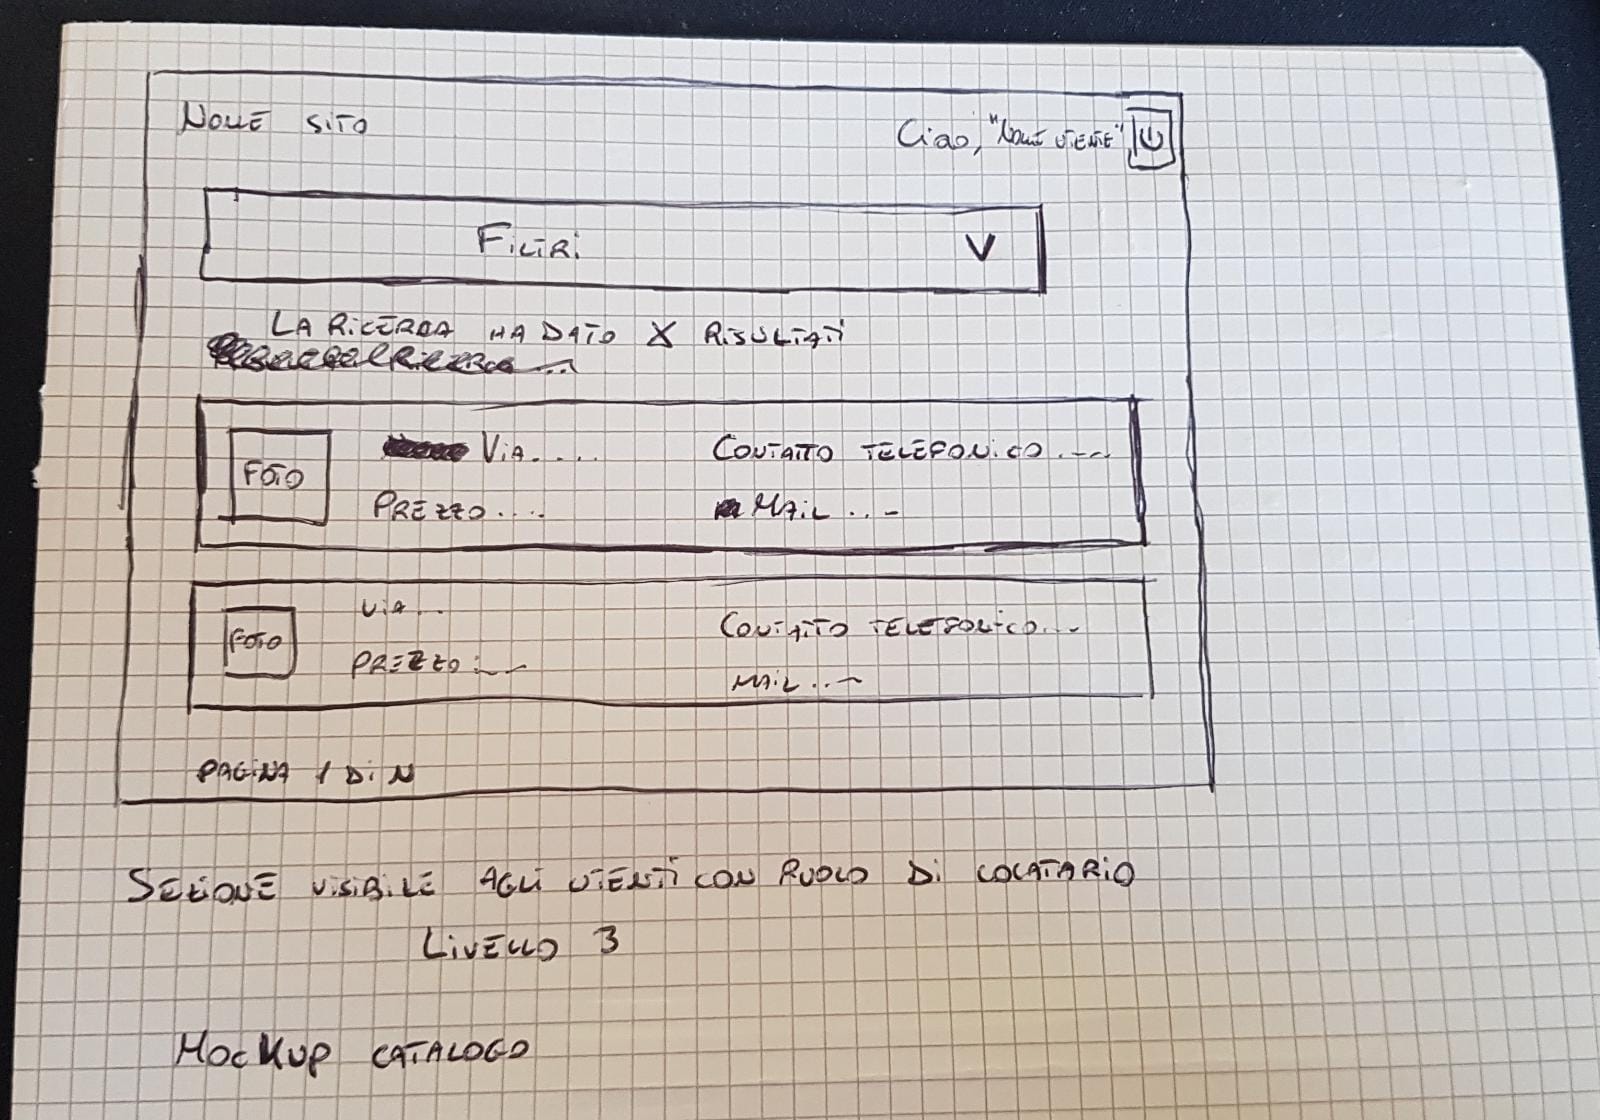 NOME SITO
Ciao, "NOME UTENTE"
FILTRI V
LA RICERCA HA DATO X RISULTATI
FOTO
VIA.... CONTATTO TELEFONICO...
PREZZO.... MAIL...
FOTO
VIA... CONTATTO TELEFONICO...
PREZZO:... MAIL...
PAGINA 1 DI N
SEZIONE VISIBILE AGLI UTENTI CON RUOLO DI LOCATARIO
LIVELLO 3
MOCKUP CATALOGO